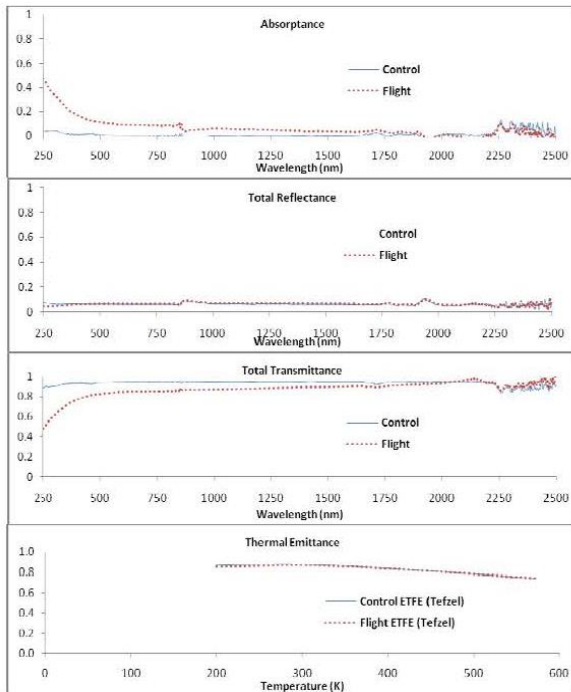 Absorptance
1
0.8
0.6
0.4
0.2
0
Control
Flight
250 500 750 1000 1250 1500 1750 2000 2250 2500
Wavelength (nm)
Total Reflectance
1
0.8
0.6
0.4
0.2
0
Control
Flight
250 500 750 1000 1250 1500 1750 2000 2250 2500
Wavelength (nm)
Total Transmittance
1
0.8
0.6
0.4
0.2
0
Control
Flight
250 500 750 1000 1250 1500 1750 2000 2250 2500
Wavelength (nm)
Thermal Emittance
1.0
0.8
0.6
0.4
0.2
0.0
Control ETFE (Tefzel)
Flight ETFE (Tefzel)
0 100 200 300 400 500 600
Temperature (K)